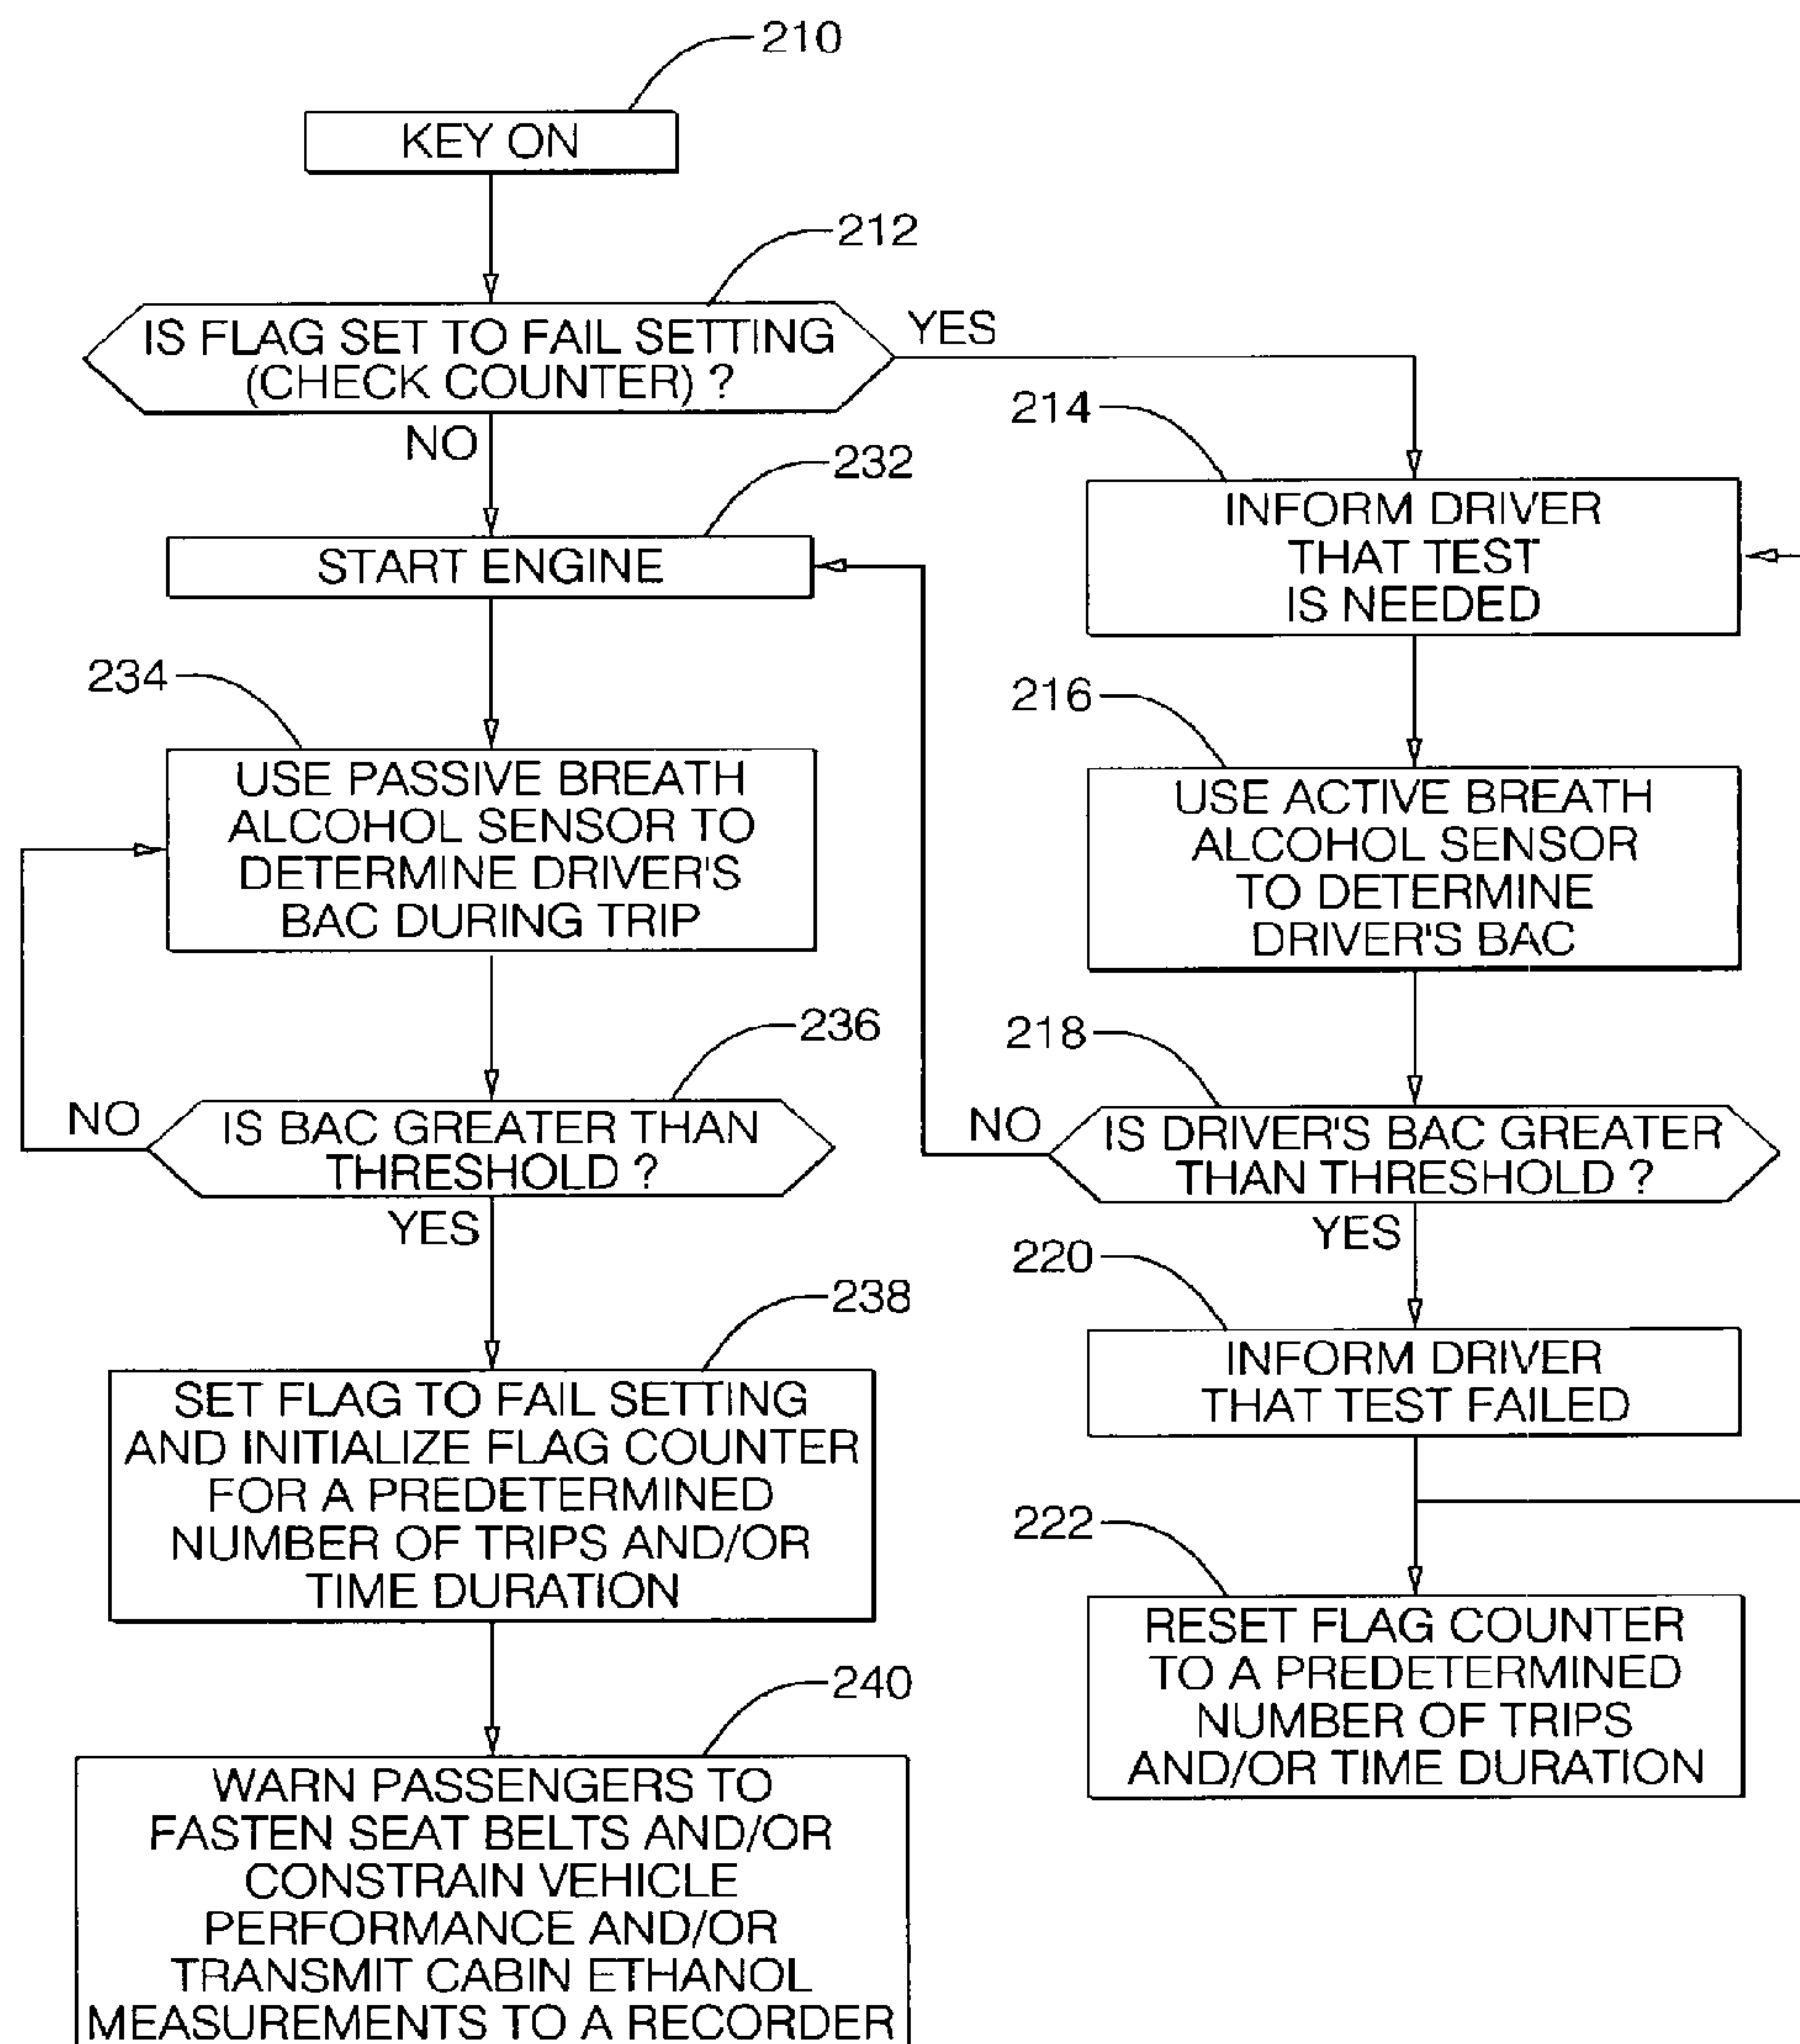 210
KEY ON
212
IS FLAG SET TO FAIL SETTING
(CHECK COUNTER) ?
YES
NO
214
INFORM DRIVER
THAT TEST
IS NEEDED
232
START ENGINE
216
USE ACTIVE BREATH
ALCOHOL SENSOR
TO DETERMINE
DRIVER'S BAC
234
USE PASSIVE BREATH
ALCOHOL SENSOR TO
DETERMINE DRIVER'S
BAC DURING TRIP
218
IS DRIVER'S BAC GREATER
THAN THRESHOLD ?
NO
YES
236
IS BAC GREATER THAN
THRESHOLD ?
NO
YES
220
INFORM DRIVER
THAT TEST FAILED
238
SET FLAG TO FAIL SETTING
AND INITIALIZE FLAG COUNTER
FOR A PREDETERMINED
NUMBER OF TRIPS AND/OR
TIME DURATION
222
RESET FLAG COUNTER
TO A PREDETERMINED
NUMBER OF TRIPS
AND/OR TIME DURATION
240
WARN PASSENGERS TO
FASTEN SEAT BELTS AND/OR
CONSTRAIN VEHICLE
PERFORMANCE AND/OR
TRANSMIT CABIN ETHANOL
MEASUREMENTS TO A RECORDER